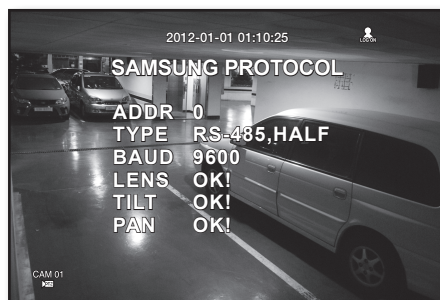 2012-01-01 01:10:25
LOG ON
SAMSUNG PROTOCOL
ADDR 0
TYPE RS-485,HALF
BAUD 9600
LENS OK!
TILT OK!
PAN OK!
CAM 01